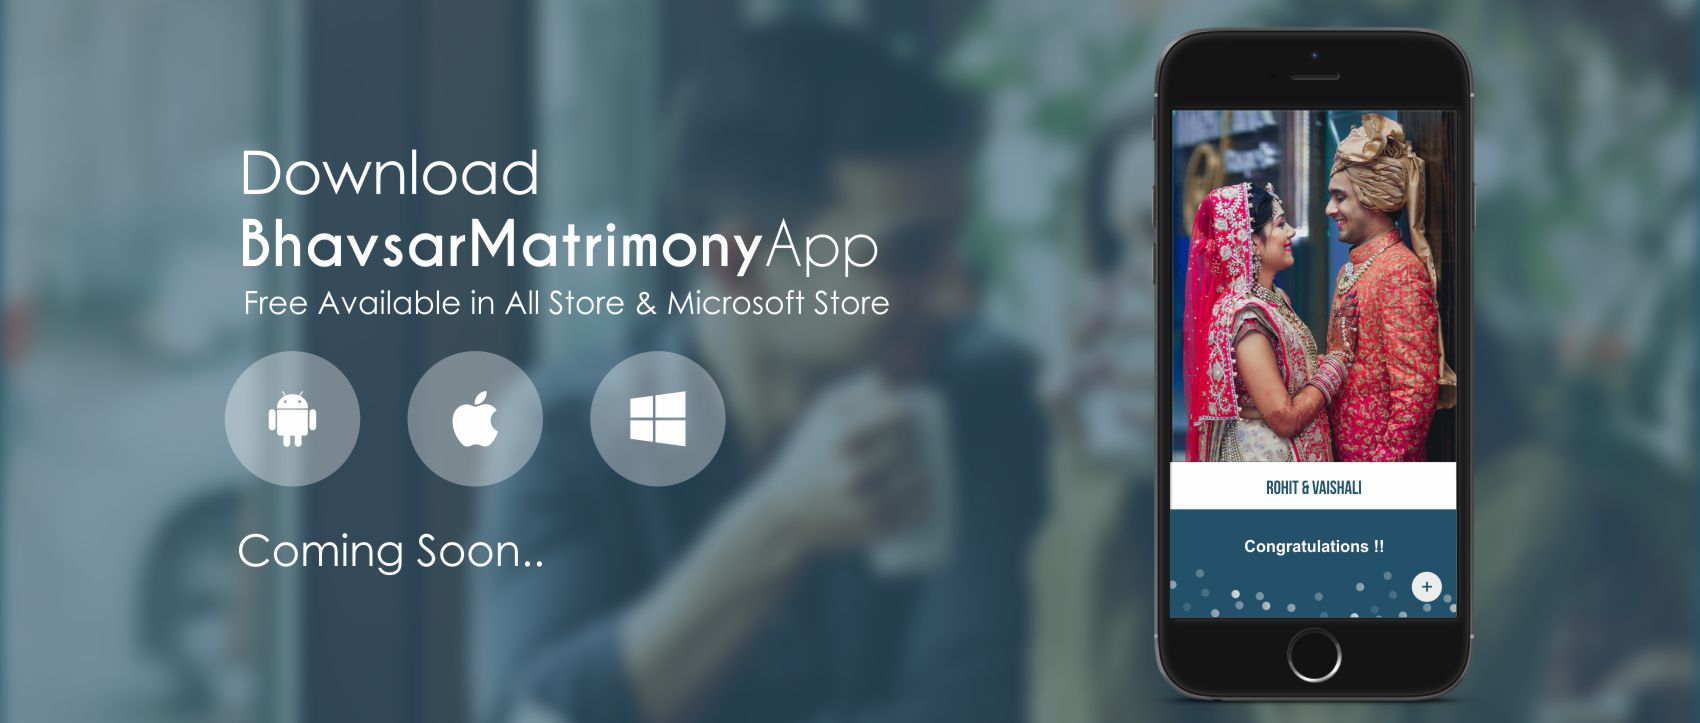 Download
BhavsarMatrimonyApp
Free Available in All Store & Microsoft Store
Coming Soon..
ROHIT & VAISHALI
Congratulations !!
+